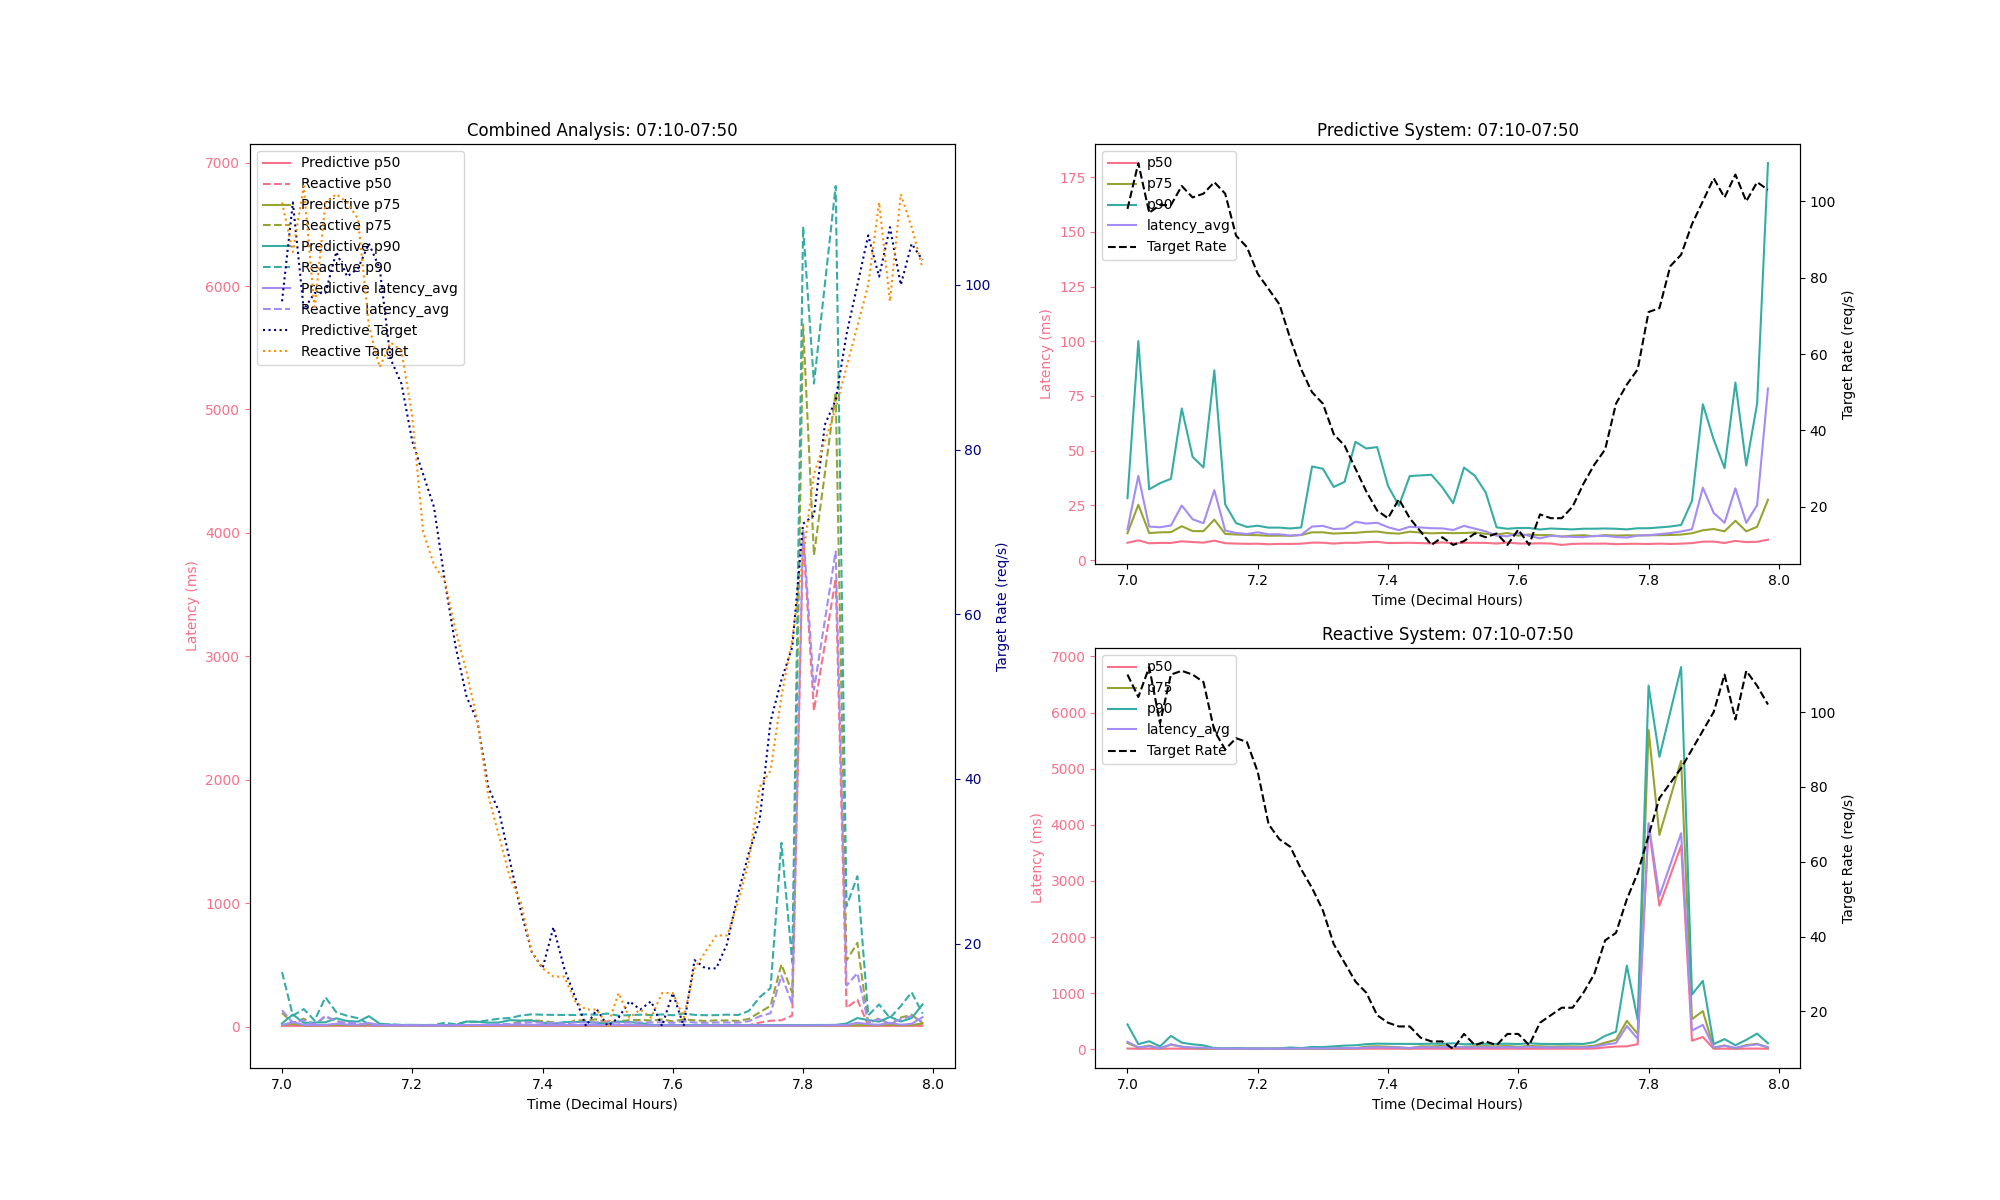 Combined Analysis: 07:10-07:50
7000
6000
5000
4000
3000
2000
1000
0
Latency (ms)
Predictive p50
Reactive p50
Predictive p75
Reactive p75
Predictive p90
Reactive p90
Predictive latency_avg
Reactive latency_avg
Predictive Target
Reactive Target
100
80
60
40
20
Target Rate (req/s)
7.0 7.2 7.4 7.6 7.8 8.0
Time (Decimal Hours)
Predictive System: 07:10-07:50
175
150
125
100
75
50
25
0
Latency (ms)
p50
p75
p90
latency_avg
Target Rate
100
80
60
40
20
Target Rate (req/s)
7.0 7.2 7.4 7.6 7.8 8.0
Time (Decimal Hours)
Reactive System: 07:10-07:50
7000
6000
5000
4000
3000
2000
1000
0
Latency (ms)
p50
p75
p90
latency_avg
Target Rate
100
80
60
40
20
Target Rate (req/s)
7.0 7.2 7.4 7.6 7.8 8.0
Time (Decimal Hours)